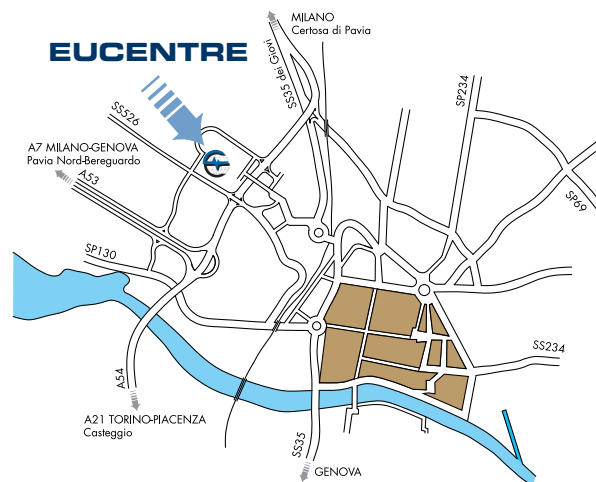 MILANO
Certosa di Pavia
EUCENTRE
SS35 dei Giovi
SP234
SS526
A7 MILANO-GENOVA
Pavia Nord-Bereguardo
A53
SP69
SP130
SS234
A54
A21 TORINO-PIACENZA
Casteggio
SS35
GENOVA